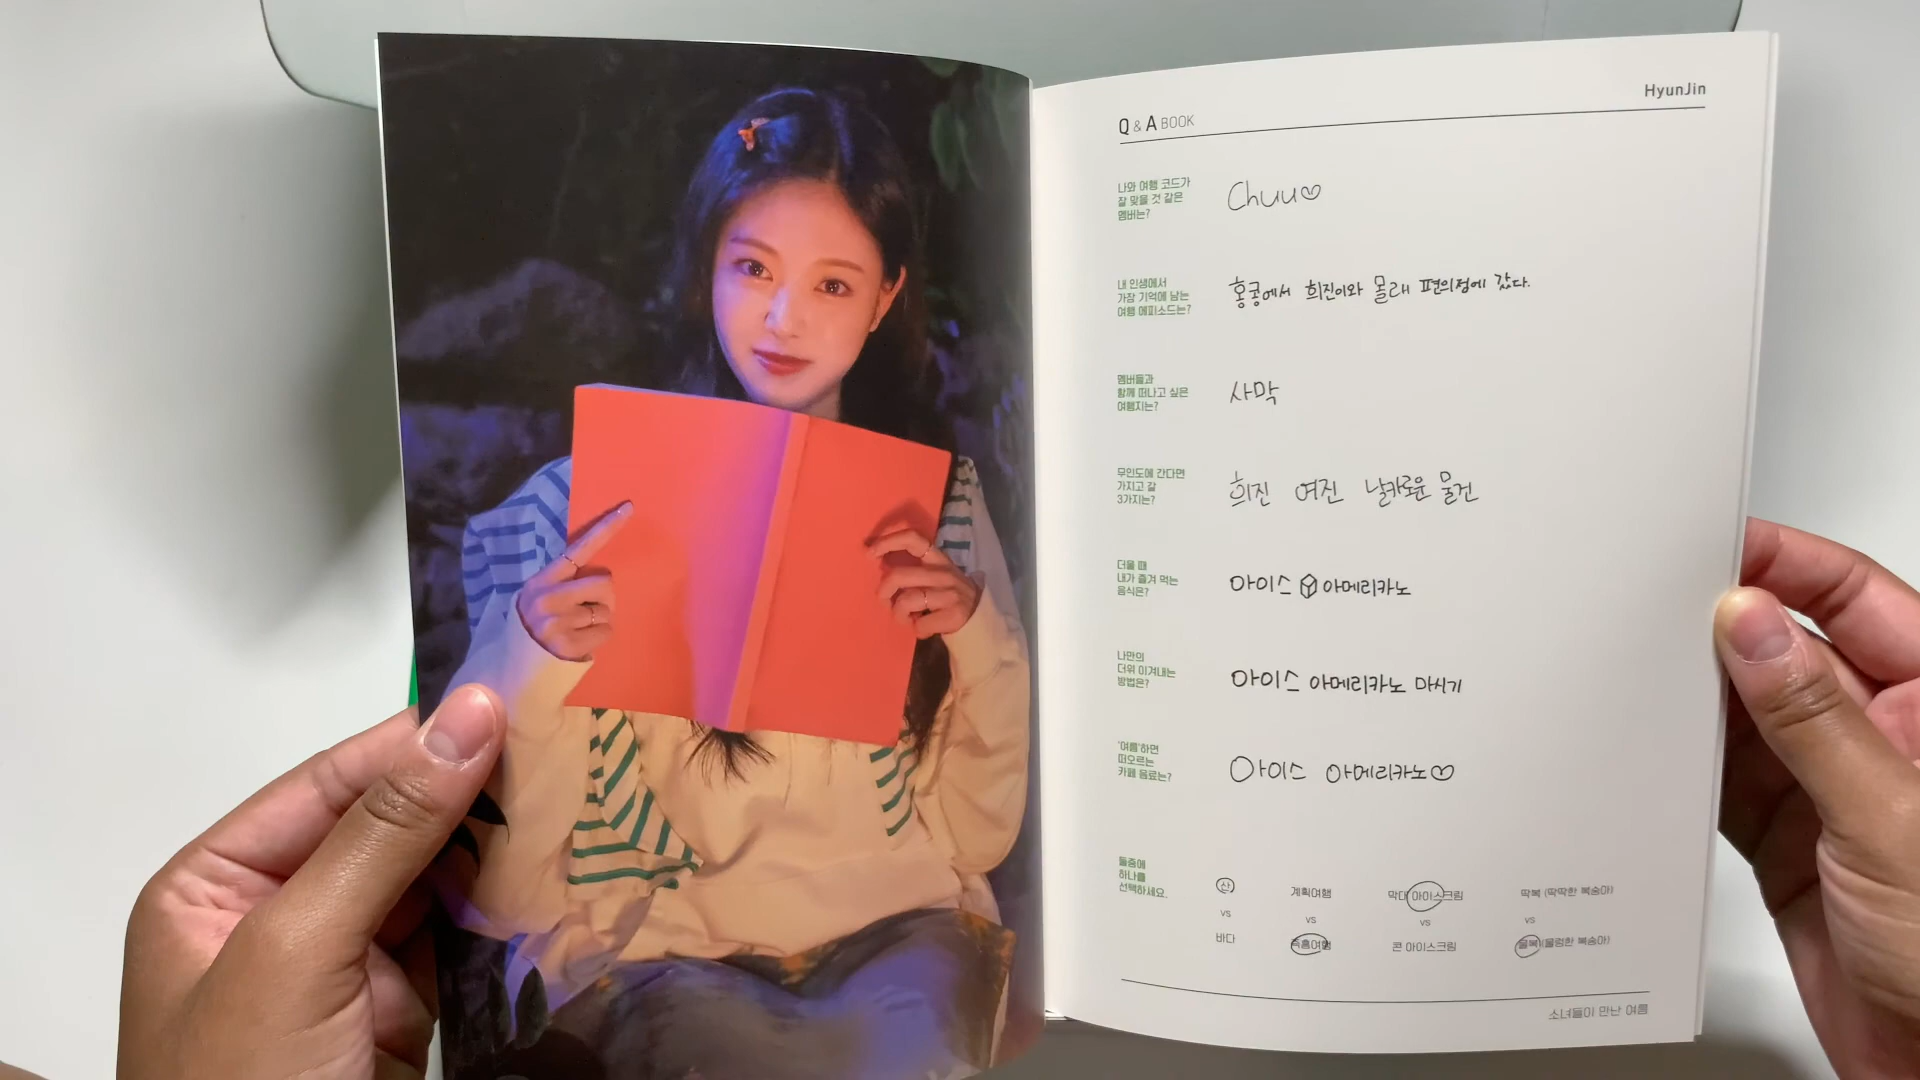 HyunJin
Q & A BOOK
나와 여행 코드가
잘 맞을 것 같은
멤버는?
Chuu♡
내 인생에서
가장 기억에 남는
여행 에피소드는?
홍콩에서 희진이와 몰래 편의점에 갔다.
멤버들과
함께 떠나고 싶은
여행지는?
사막
무인도에 간다면
가지고 갈
3가지는?
희진 여진 날카로운 물건
더울 때
내가 즐겨 먹는
음식은?
아이스 아메리카노
나만의
더위 이겨내는
방법은?
아이스 아메리카노 마시기
'여름'하면
떠오르는
카페 음료는?
아이스 아메리카노♡
둘중에
하나를
선택하세요.
산
vs
바다
계획여행
vs
즉흥여행
막대 아이스크림
vs
콘 아이스크림
딱복 (딱딱한 복숭아)
vs
물복 (물렁한 복숭아)
소녀들이 만난 여름